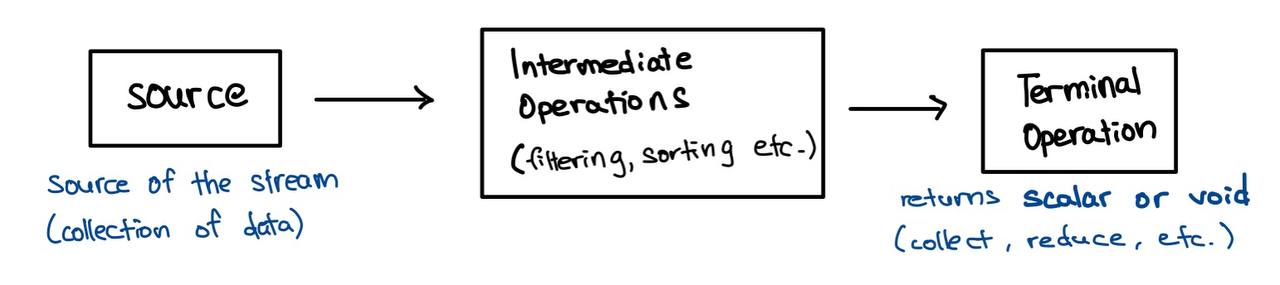 source
source of the stream
(collection of data)
Intermediate
Operations
(filtering, sorting etc.)
Terminal
Operation
returns scalar or void
(collect, reduce, etc.)